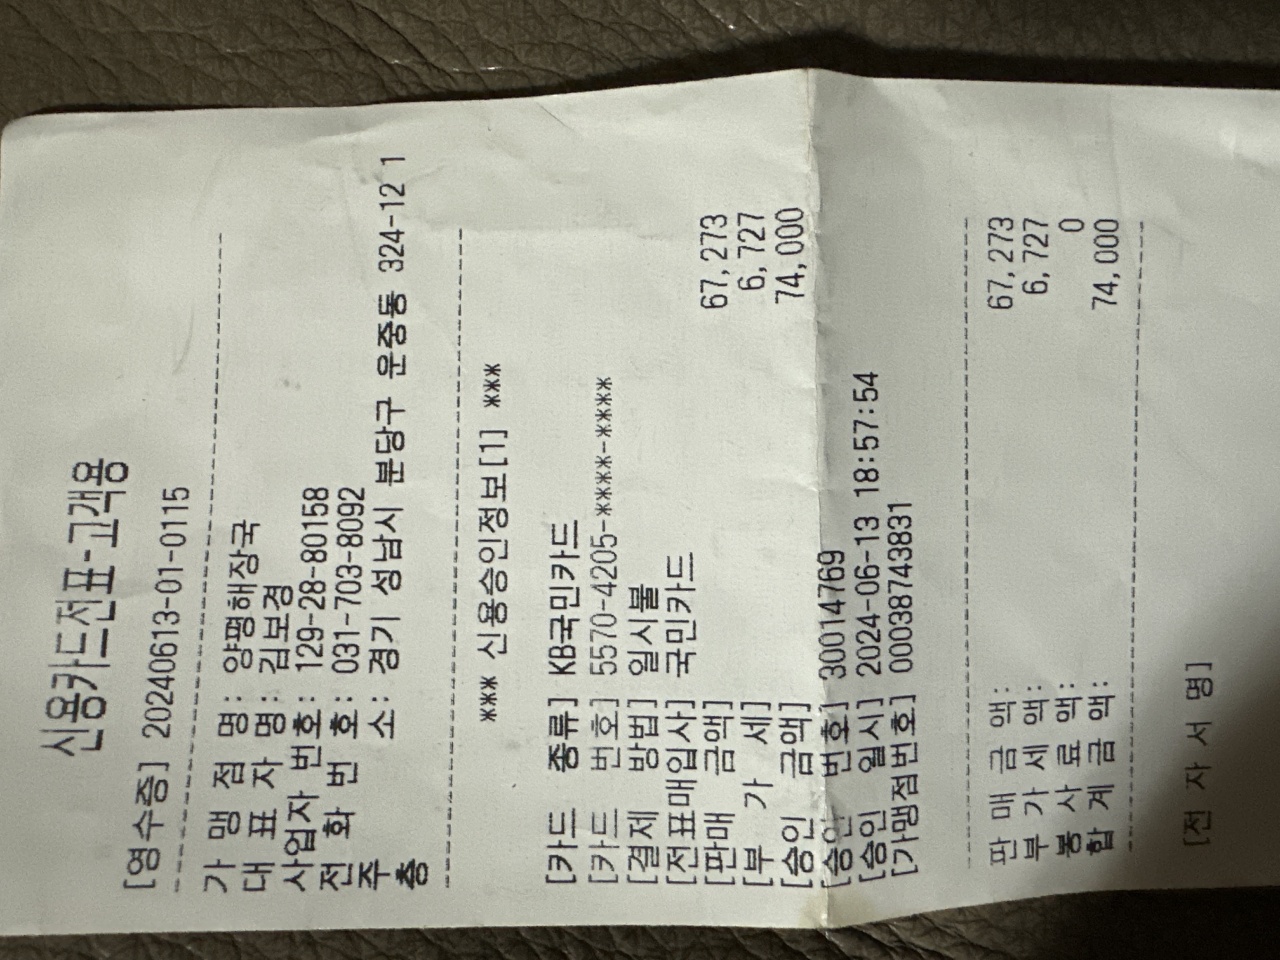 신용카드전표-고객용
[영수증] 20240613-01-0115
가 맹 점 명: 양평해장국
대 표 자 명: 김보경
사업자 번호: 129-28-80158
전 화 번 호: 031-703-8092
주 소: 경기 성남시 분당구 운중동 324-12 1
층
*** 신용승인정보[1] ***
[카드 종류] KB국민카드
[카드 번호] 5570-4205-****-****
[결제 방법] 일시불
[전표매입사] 국민카드
[판매 금액] 67,273
[부 가 세] 6,727
[승인 금액] 74,000
[승인 번호] 30014769
[승인 일시] 2024-06-13 18:57:54
[가맹점번호] 00038743831
판 매 금 액: 67,273
부 가 세 액: 6,727
봉 사 료 액: 0
합 계 금 액: 74,000
[전 자 서 명]